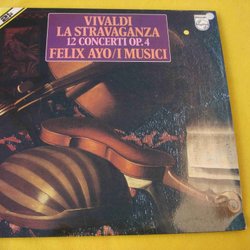 VIVALDI
LA STRAVAGANZA
12 CONCERTI OP. 4
FELIX AYO/I MUSICI